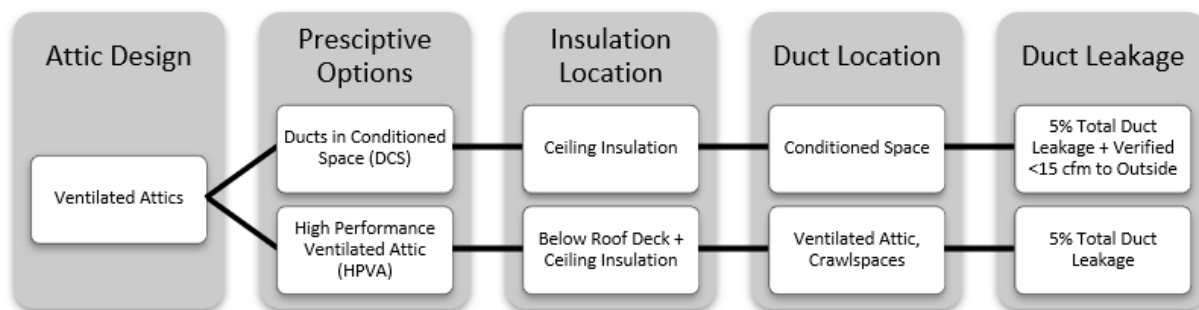 Attic Design
Presciptive
Options
Insulation
Location
Duct Location
Duct Leakage
Ventilated Attics
Ducts in Conditioned
Space (DCS)
Ceiling Insulation
Conditioned Space
5% Total Duct
Leakage + Verified
<15 cfm to Outside
High Performance
Ventilated Attic
(HPVA)
Below Roof Deck +
Ceiling Insulation
Ventilated Attic,
Crawlspaces
5% Total Duct
Leakage